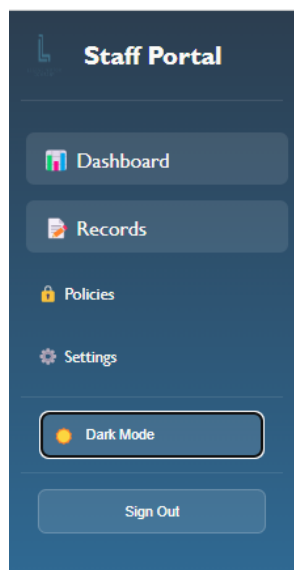 Staff Portal
Dashboard
Records
Policies
Settings
Dark Mode
Sign Out